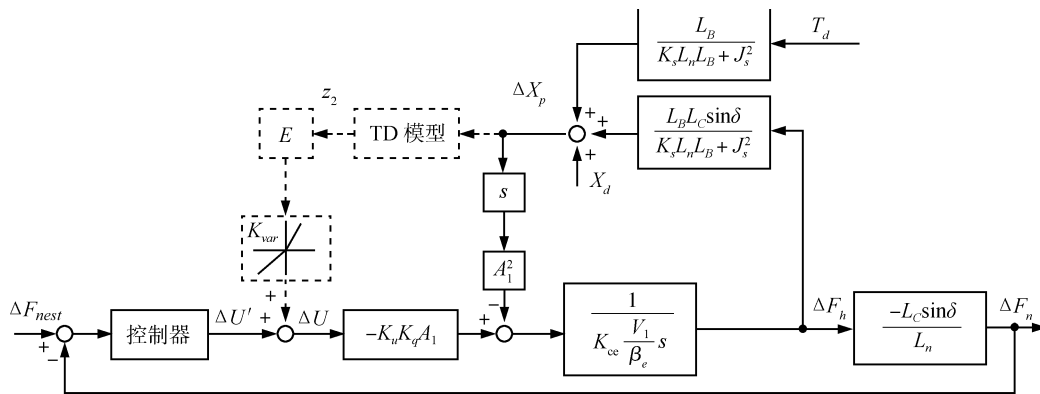 L_B
K_s L_n L_B + J_s^2
T_d
ΔX_p
z_2
E
TD 模型
+
+
+
L_B L_C sinδ
K_s L_n L_B + J_s^2
X_d
s
K_var
A_1^2
ΔF_nest
+
−
控制器
ΔU′
+
+
ΔU
−K_u K_q A_1
+
−
1
K_ce V_1/β_e s
ΔF_h
−L_C sinδ
L_n
ΔF_n